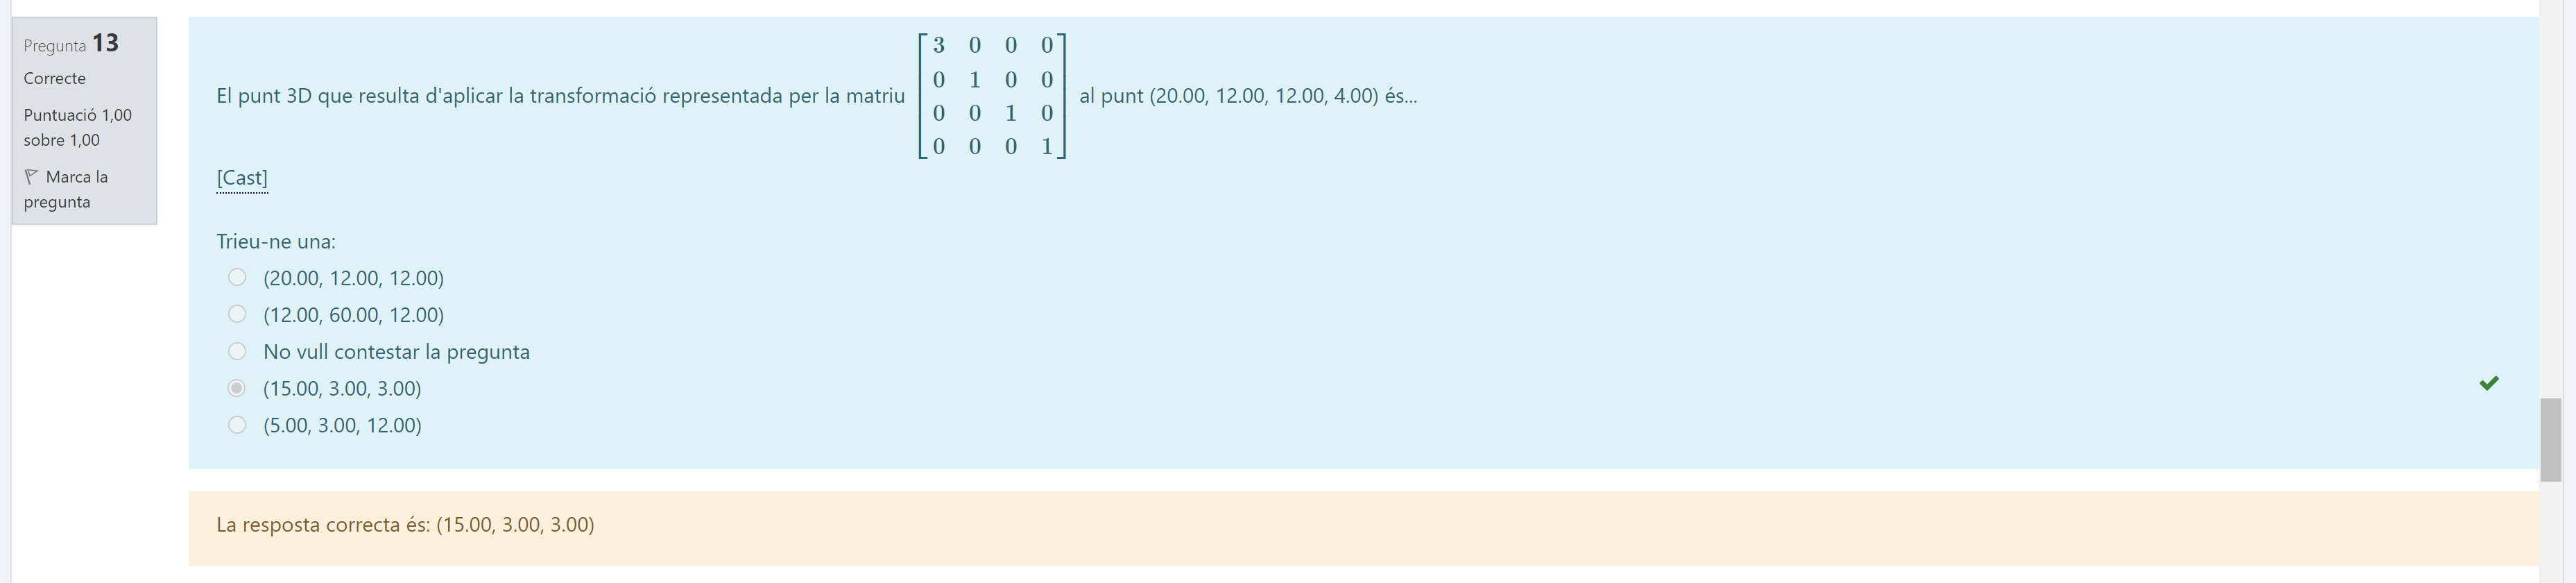 Pregunta 13
Correcte
Puntuació 1,00
sobre 1,00
Marca la
pregunta
El punt 3D que resulta d'aplicar la transformació representada per la matriu
3 0 0 0
0 1 0 0
0 0 1 0
0 0 0 1
al punt (20.00, 12.00, 12.00, 4.00) és...
[Cast]
Trieu-ne una:
(20.00, 12.00, 12.00)
(12.00, 60.00, 12.00)
No vull contestar la pregunta
(15.00, 3.00, 3.00)
(5.00, 3.00, 12.00)
La resposta correcta és: (15.00, 3.00, 3.00)